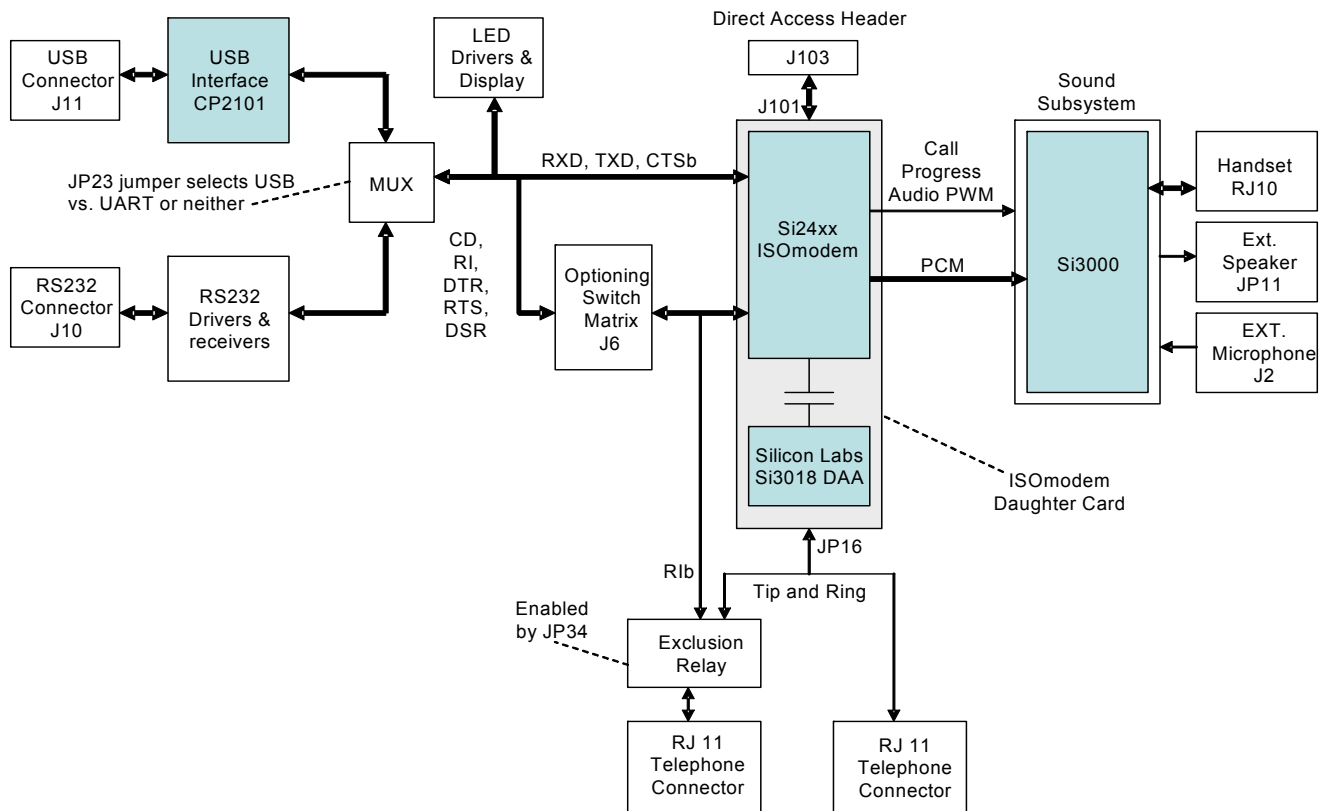 Direct Access Header
USB
Connector
J11
USB
Interface
CP2101
LED
Drivers &
Display
J103
J101
Sound
Subsystem
JP23 jumper selects USB
vs. UART or neither
MUX
RXD, TXD, CTSb
Si24xx
ISOmodem
Call
Progress
Audio PWM
PCM
Si3000
Handset
RJ10
Ext.
Speaker
JP11
EXT.
Microphone
J2
RS232
Connector
J10
RS232
Drivers &
receivers
CD,
RI,
DTR,
RTS,
DSR
Optioning
Switch
Matrix
J6
Silicon Labs
Si3018 DAA
ISOmodem
Daughter Card
JP16
RIb
Tip and Ring
Enabled
by JP34
Exclusion
Relay
RJ 11
Telephone
Connector
RJ 11
Telephone
Connector